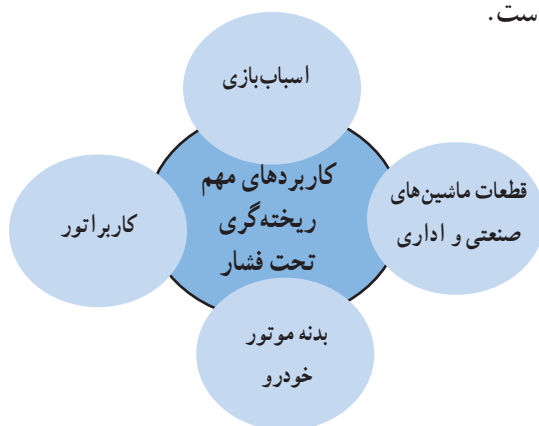 ست.
اسباب‌بازی
کاربردهای مهم
ریخته‌گری
تحت فشار
قطعات ماشین‌های
صنعتی و اداری
کاربراتور
بدنه موتور
خودرو